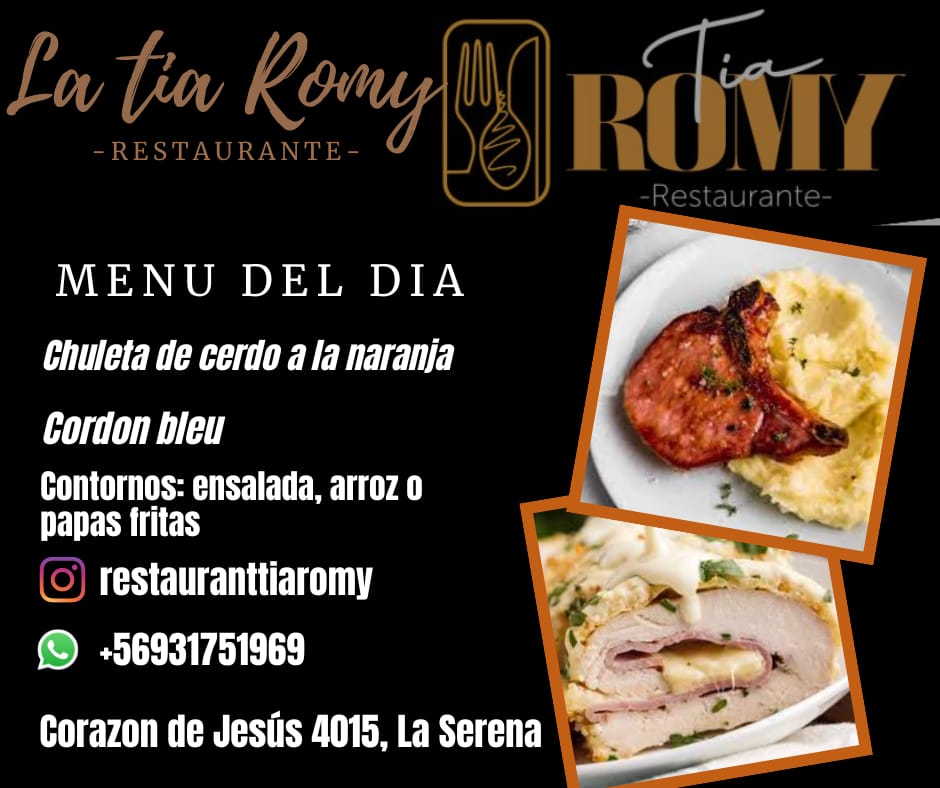 La tia Romy
-RESTAURANTE-
Tia
ROMY
-Restaurante-
MENU DEL DIA
Chuleta de cerdo a la naranja
Cordon bleu
Contornos: ensalada, arroz o
papas fritas
restauranttiaromy
+56931751969
Corazon de Jesús 4015, La Serena